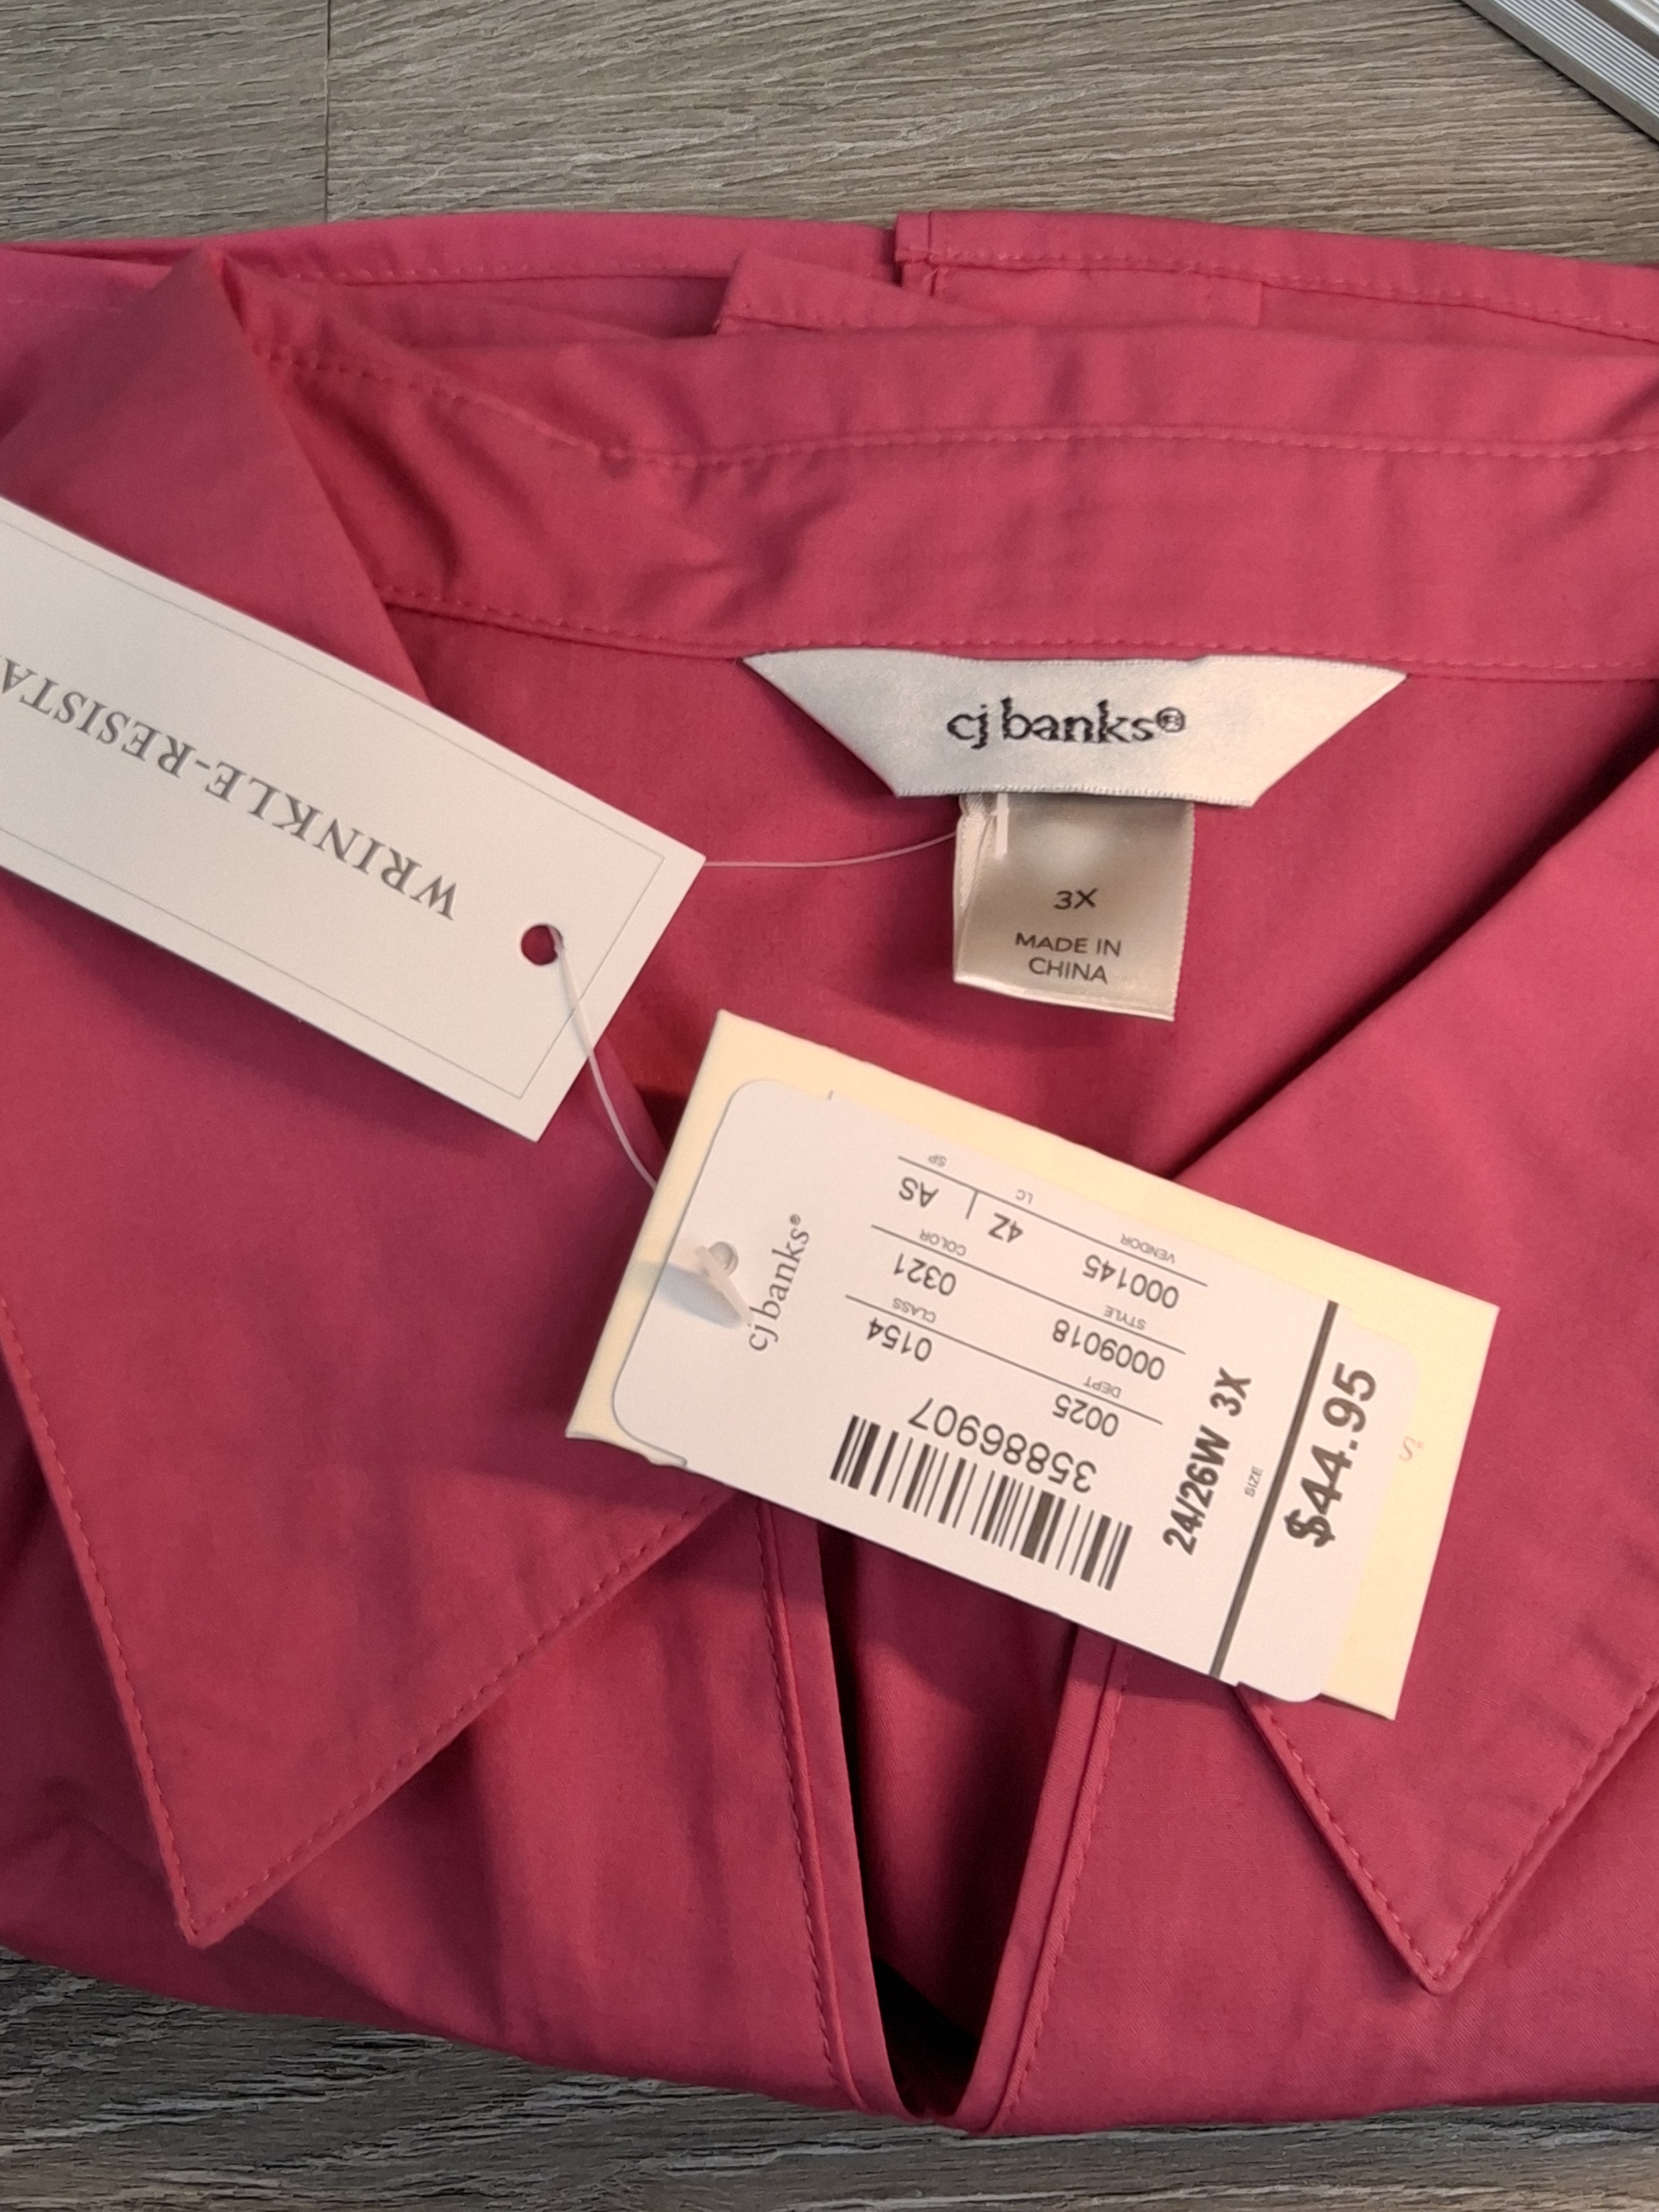 cj banks®
3X
MADE IN
CHINA
WRINKLE-RESISTA
cj banks®
35886907
0025 0154
DEPT CLASS
0009018 0321
STYLE COLOR
000145 4Z AS
VENDOR LC SP
24/26W 3X
SIZE
$44.95